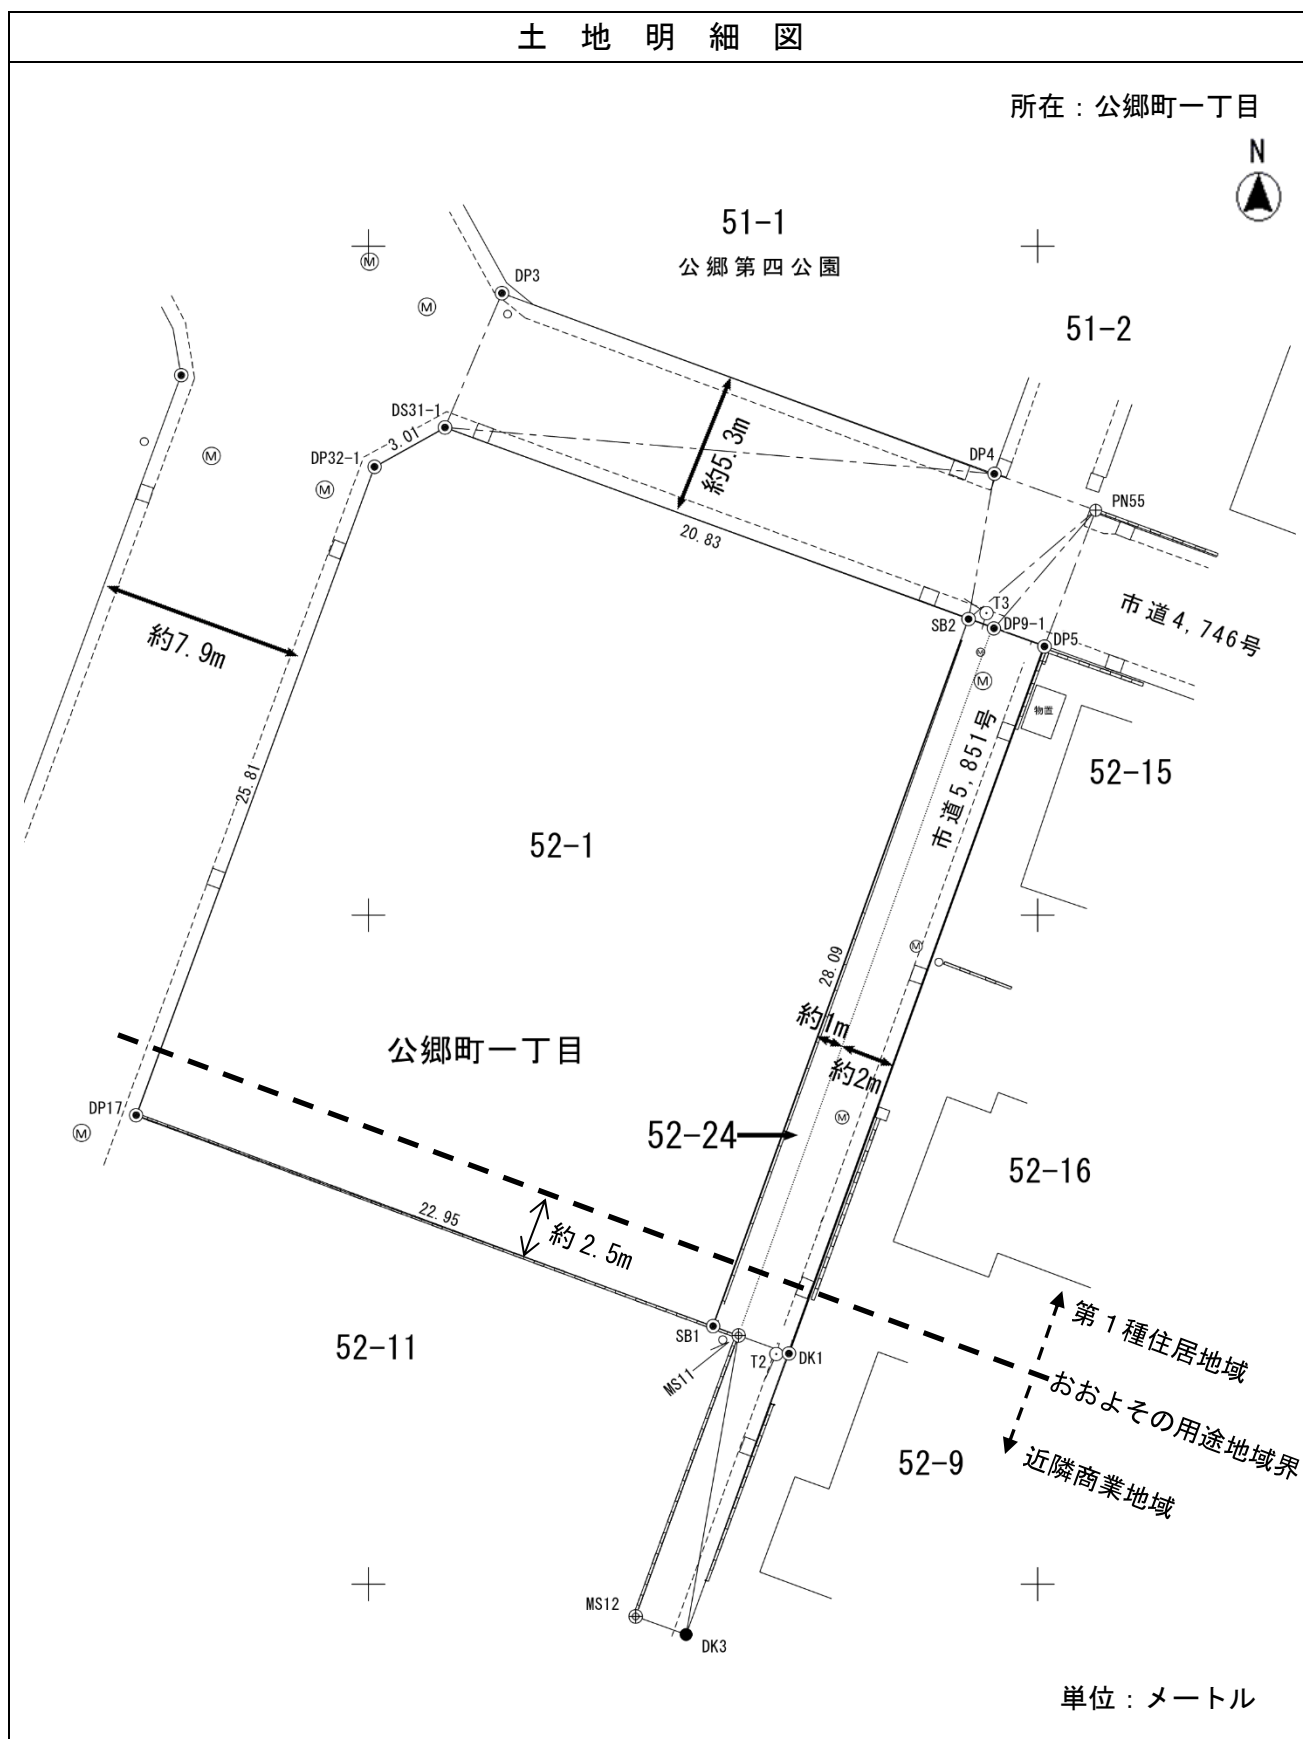 土地明細図
所在：公郷町一丁目
N
51-1
公郷第四公園
DP3
51-2
DS31-1
3.01
DP32-1
約5.3m
DP4
PN55
20.83
市道4,746号
T3
SB2
DP9-1
DP5
約7.9m
物置
市道5,851号
52-15
25.81
52-1
28.09
約1m
約2m
公郷町一丁目
DP17
52-24
52-16
22.95
約2.5m
SB1
MS11
T2
DK1
52-11
第1種住居地域
おおよその用途地域界
近隣商業地域
52-9
MS12
DK3
単位：メートル
M
M
M
M
M
M
M
M
M